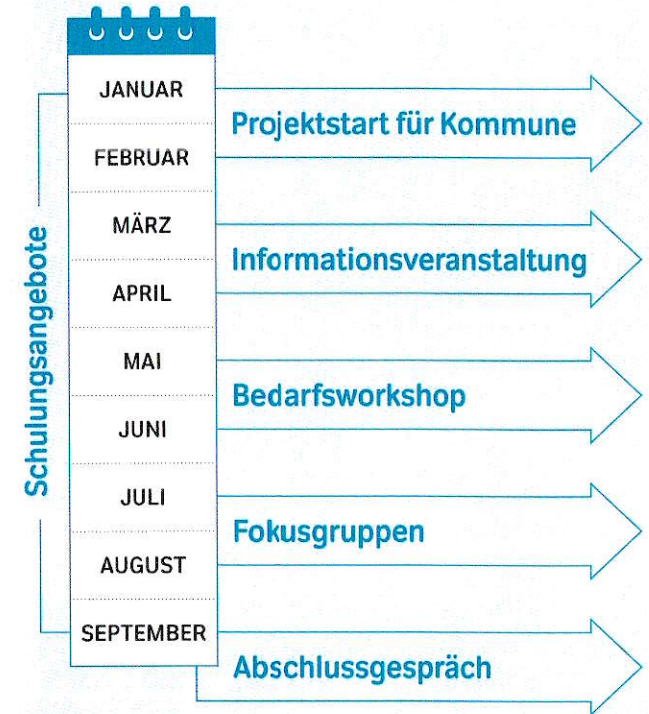 Schulungsangebote
JANUAR
FEBRUAR
MÄRZ
APRIL
MAI
JUNI
JULI
AUGUST
SEPTEMBER
Projektstart für Kommune
Informationsveranstaltung
Bedarfsworkshop
Fokusgruppen
Abschlussgespräch